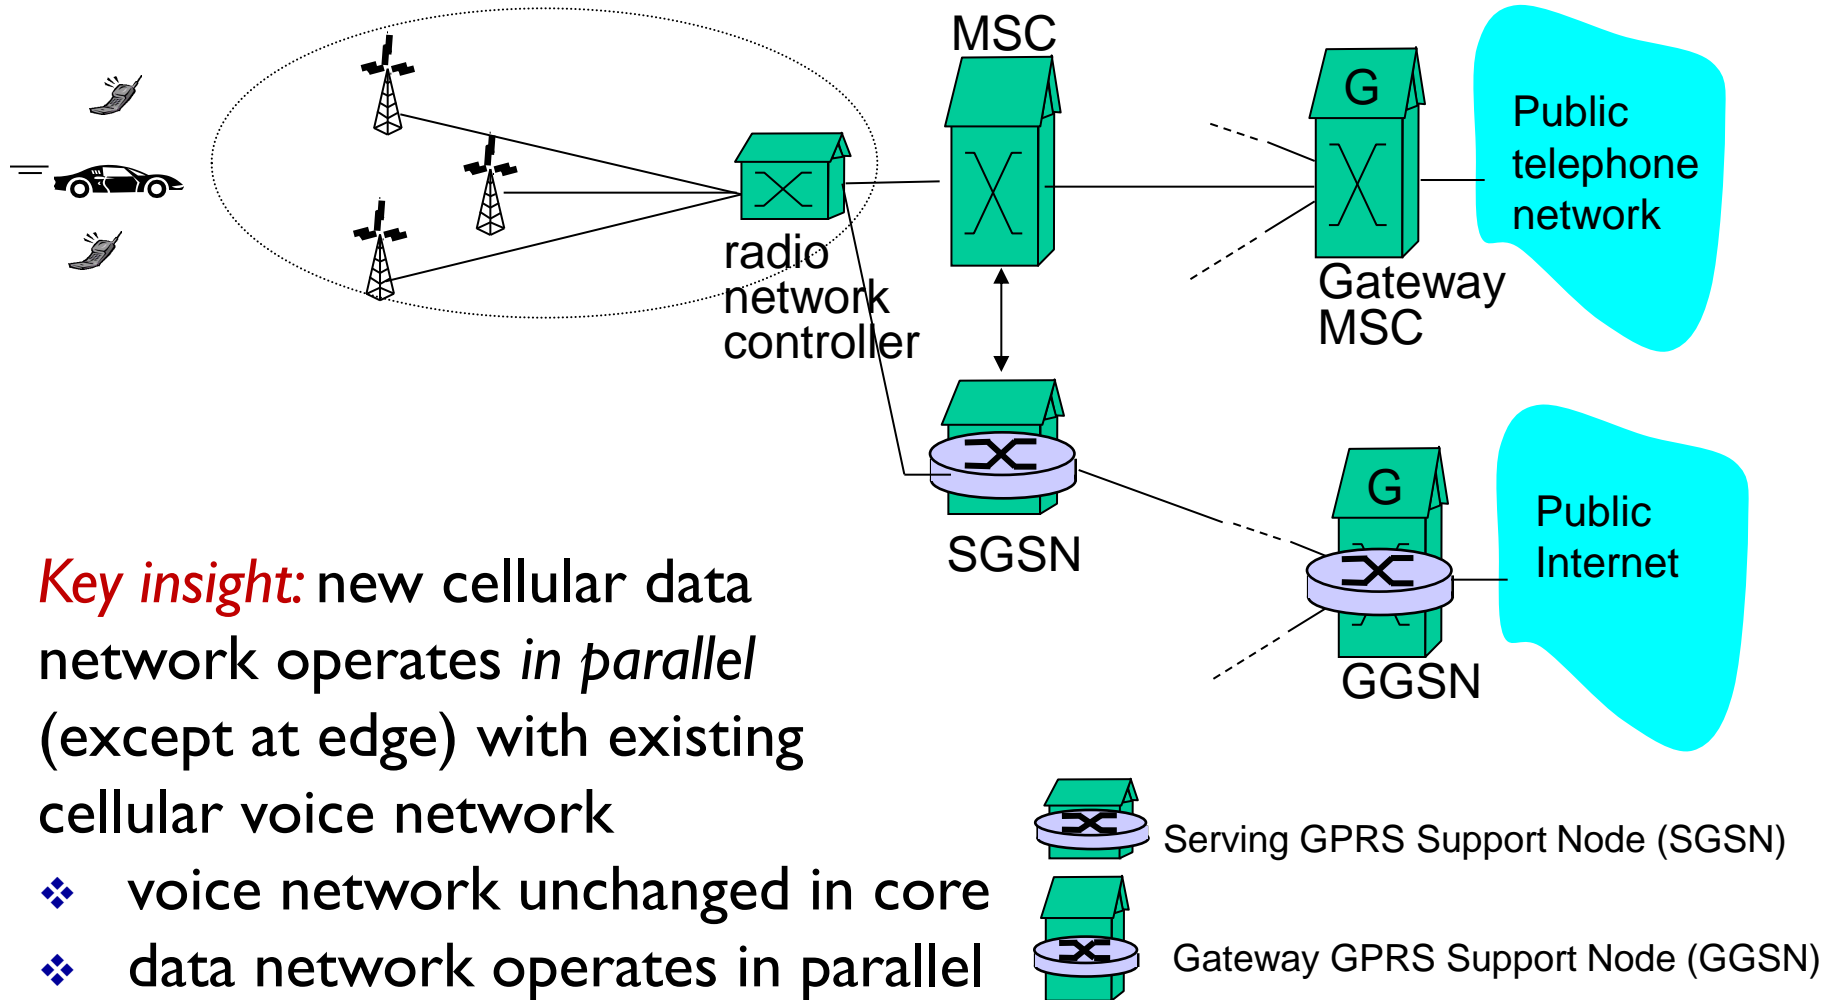 MSC
G
Public
telephone
network
radio
network
controller
Gateway
MSC
SGSN
G
Public
Internet
GGSN
Key insight: new cellular data
network operates in parallel
(except at edge) with existing
cellular voice network
❖ voice network unchanged in core
❖ data network operates in parallel
Serving GPRS Support Node (SGSN)
Gateway GPRS Support Node (GGSN)